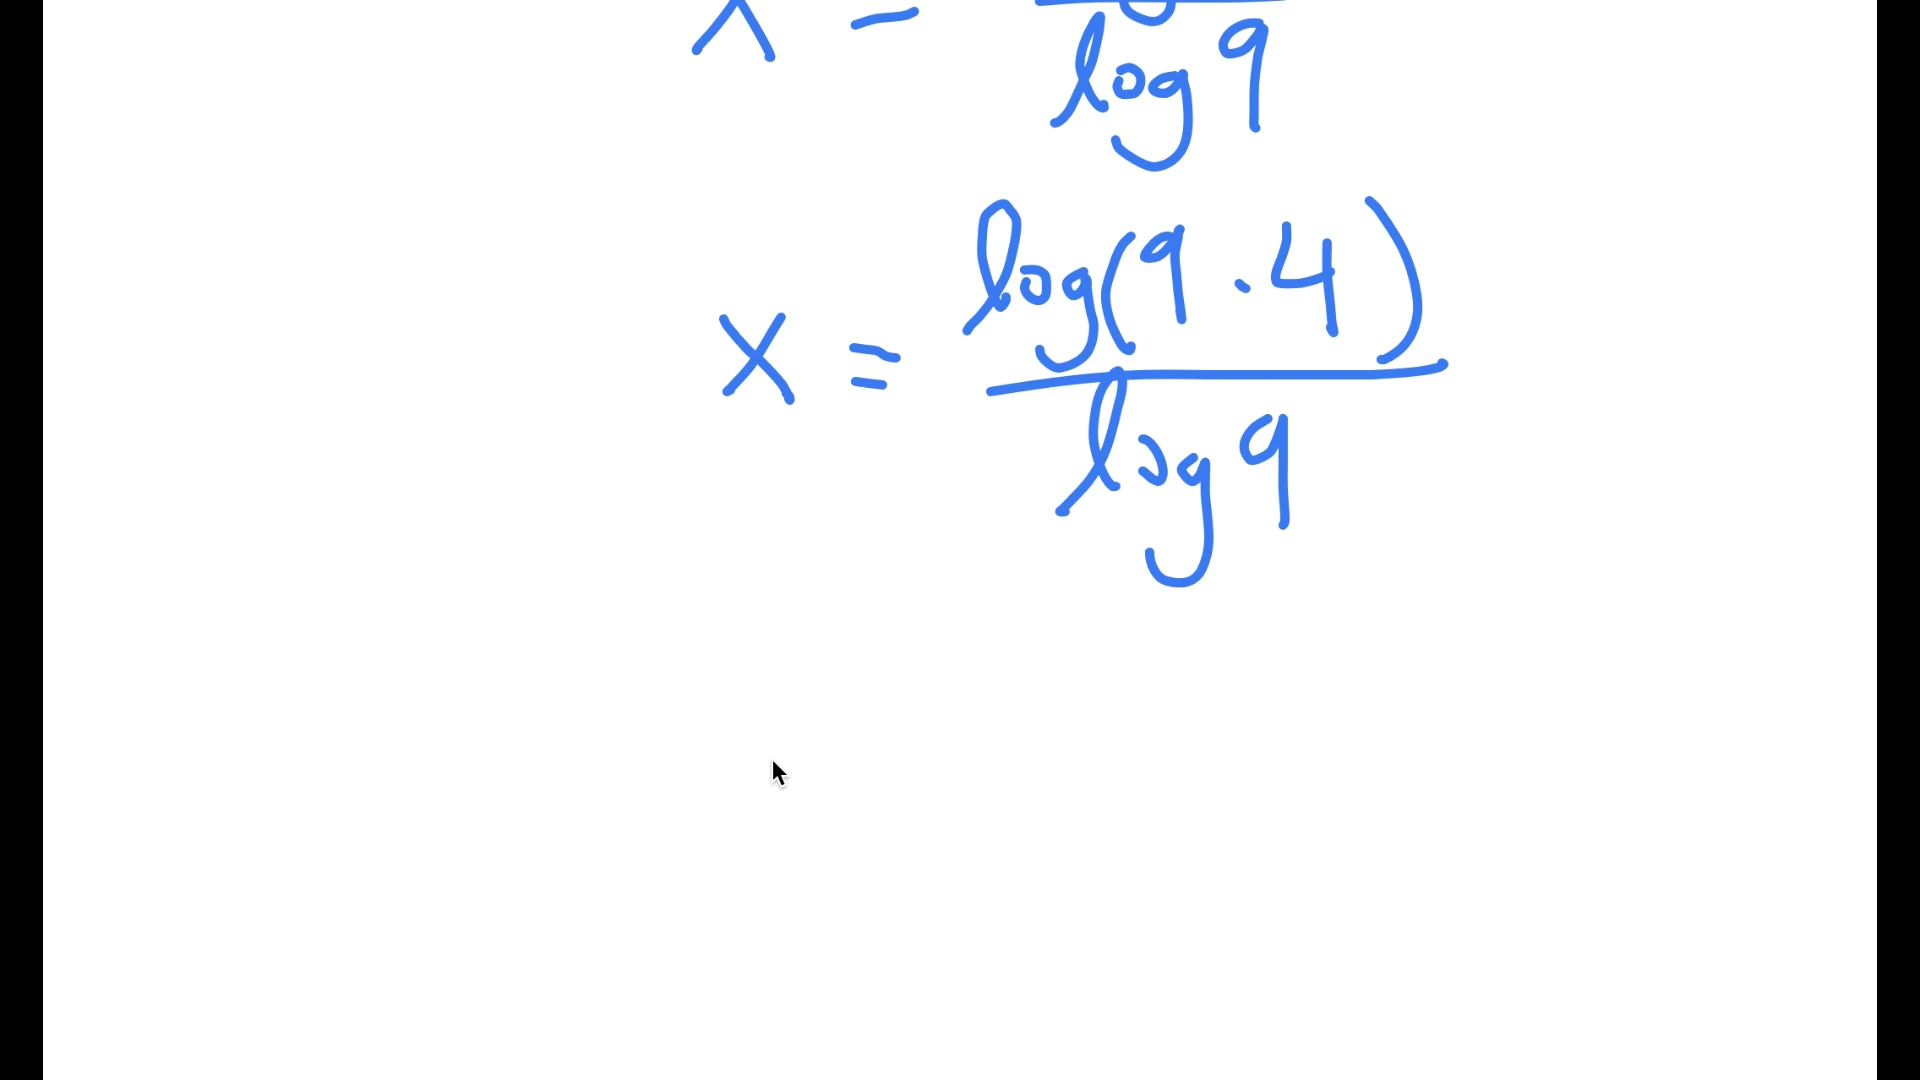 x =
log 9
x = log(9 · 4)
log 9